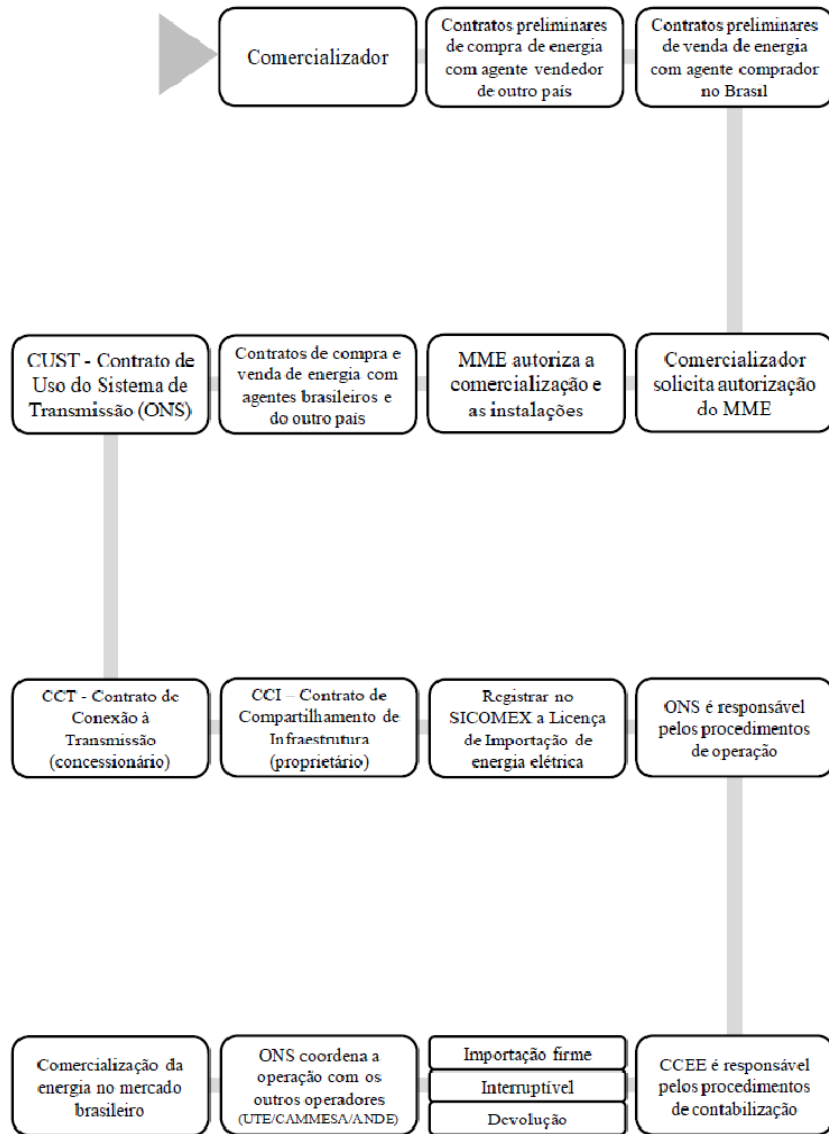 Comercializador
Contratos preliminares
de compra de energia
com agente vendedor
de outro país
Contratos preliminares
de venda de energia
com agente comprador
no Brasil
CUST - Contrato de
Uso do Sistema de
Transmissão (ONS)
Contratos de compra e
venda de energia com
agentes brasileiros e
do outro país
MME autoriza a
comercialização e
as instalações
Comercializador
solicita autorização
do MME
CCT - Contrato de
Conexão à
Transmissão
(concessionário)
CCI – Contrato de
Compartilhamento de
Infraestrutura
(proprietário)
Registrar no
SICOMEX a Licença
de Importação de
energia elétrica
ONS é responsável
pelos procedimentos
de operação
Comercialização da
energia no mercado
brasileiro
ONS coordena a
operação com os
outros operadores
(UTE/CAMMESA/ANDE)
Importação firme
Interruptível
Devolução
CCEE é responsável
pelos procedimentos
de contabilização